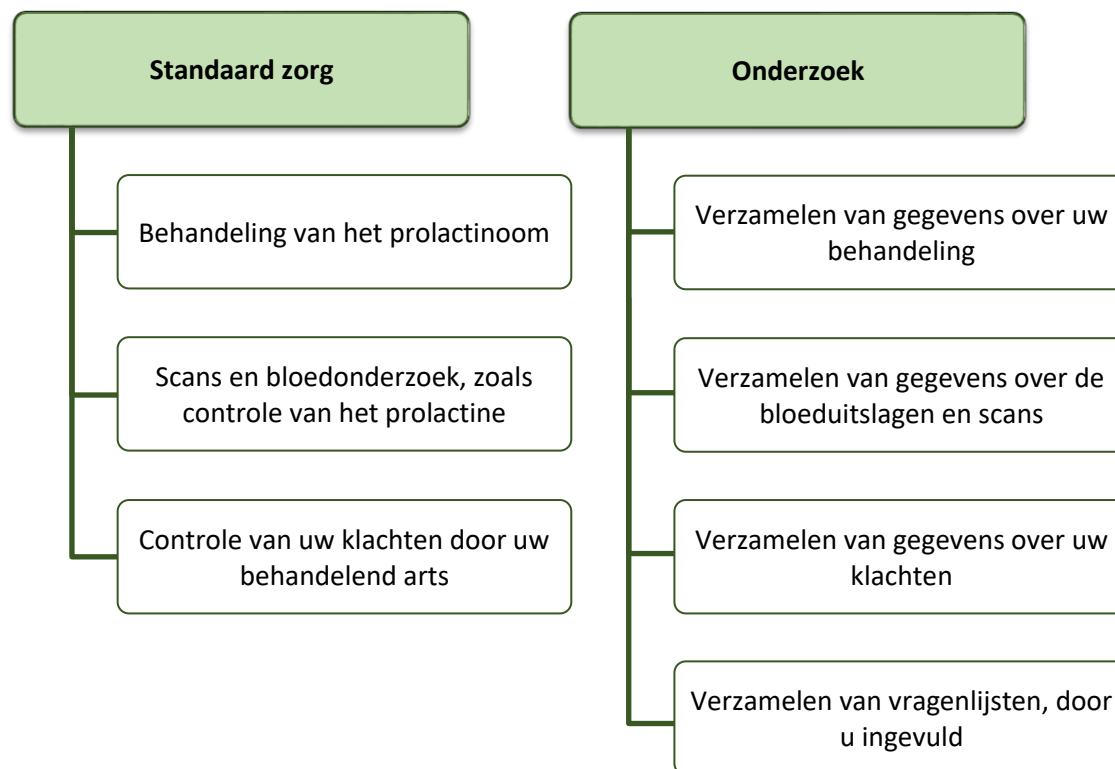 Standaard zorg
Behandeling van het prolactinoom
Scans en bloedonderzoek, zoals
controle van het prolactine
Controle van uw klachten door uw
behandelend arts
Onderzoek
Verzamelen van gegevens over uw
behandeling
Verzamelen van gegevens over de
bloeduitslagen en scans
Verzamelen van gegevens over uw
klachten
Verzamelen van vragenlijsten, door
u ingevuld